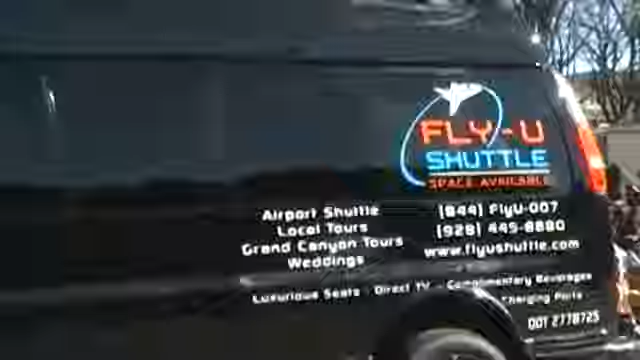 FLY-U
SHUTTLE
SPACE AVAILABLE
Airport Shuttle
Local Tours
Grand Canyon Tours
Weddings
(844) FlyU-007
(928) 445-8880
www.flyushuttle.com
Luxurious Seats Direct TV Complimentary Beverages
Charging Ports
001 2778725